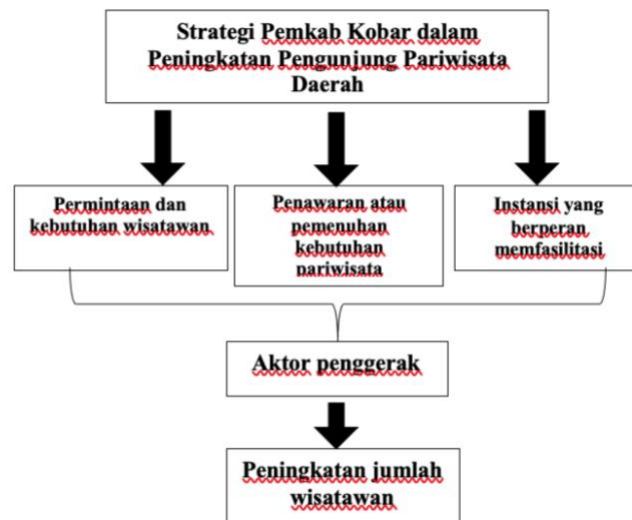 Strategi Pemkab Kobar dalam
Peningkatan Pengunjung Pariwisata
Daerah
Permintaan dan
kebutuhan wisatawan
Penawaran atau
pemenuhan
kebutuhan
pariwisata
Instansi yang
berperan
memfasilitasi
Aktor penggerak
Peningkatan jumlah
wisatawan